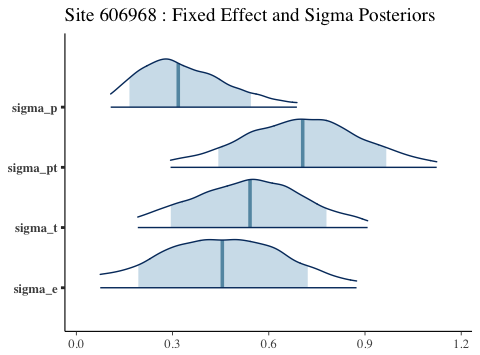 Site 606968 : Fixed Effect and Sigma Posteriors
sigma_p
sigma_pt
sigma_t
sigma_e
0.0 0.3 0.6 0.9 1.2